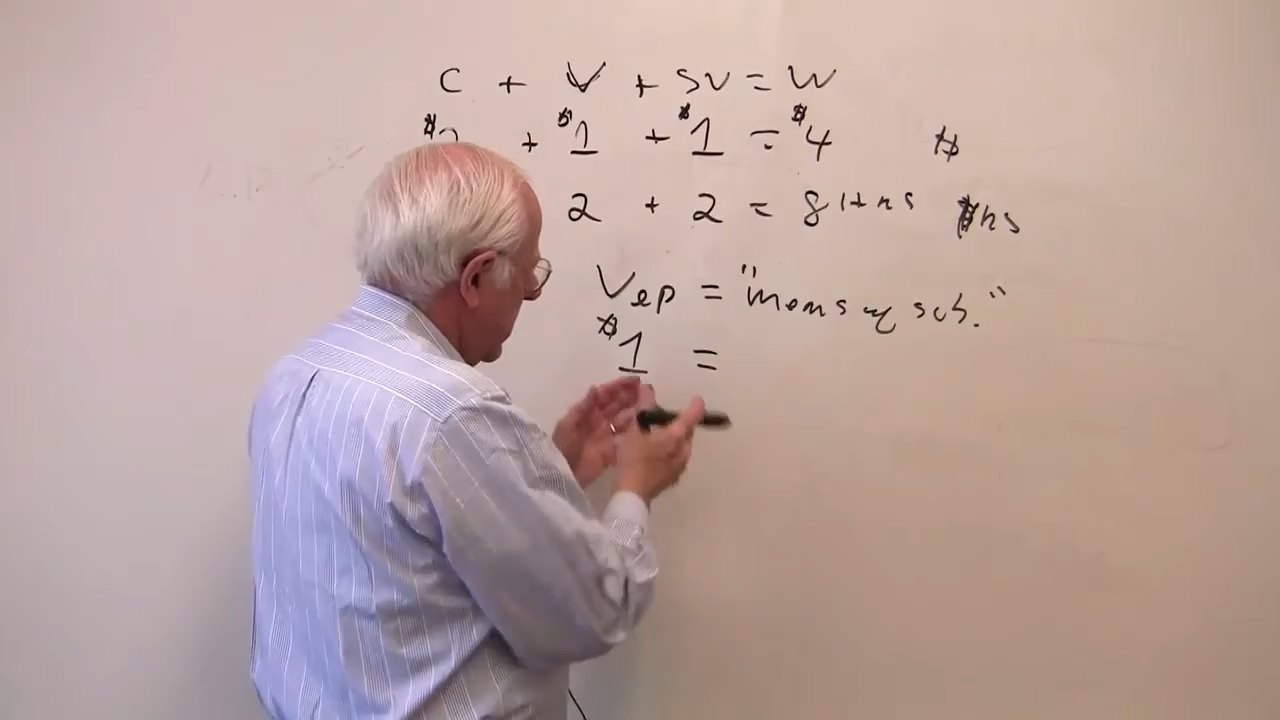 C + V + SV = W
+ $1 + $1 = $4 $
2 + 2 = 8 Hrs Hrs
Vep = "means of sub."
$1 =